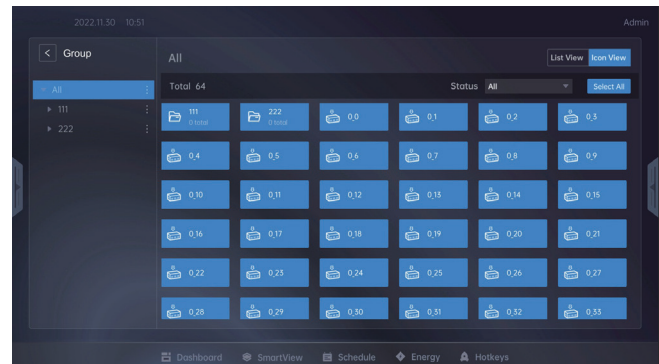 2022.11.30 10:51
Admin
Group
All
List View
Icon View
All
111
222
Total 64
Status
All
Select All
111
0 total
222
0 total
0_0
0_1
0_2
0_3
0_4
0_5
0_6
0_7
0_8
0_9
0_10
0_11
0_12
0_13
0_14
0_15
0_16
0_17
0_18
0_19
0_20
0_21
0_22
0_23
0_24
0_25
0_26
0_27
0_28
0_29
0_30
0_31
0_32
0_33
Dashboard
SmartView
Schedule
Energy
Hotkeys